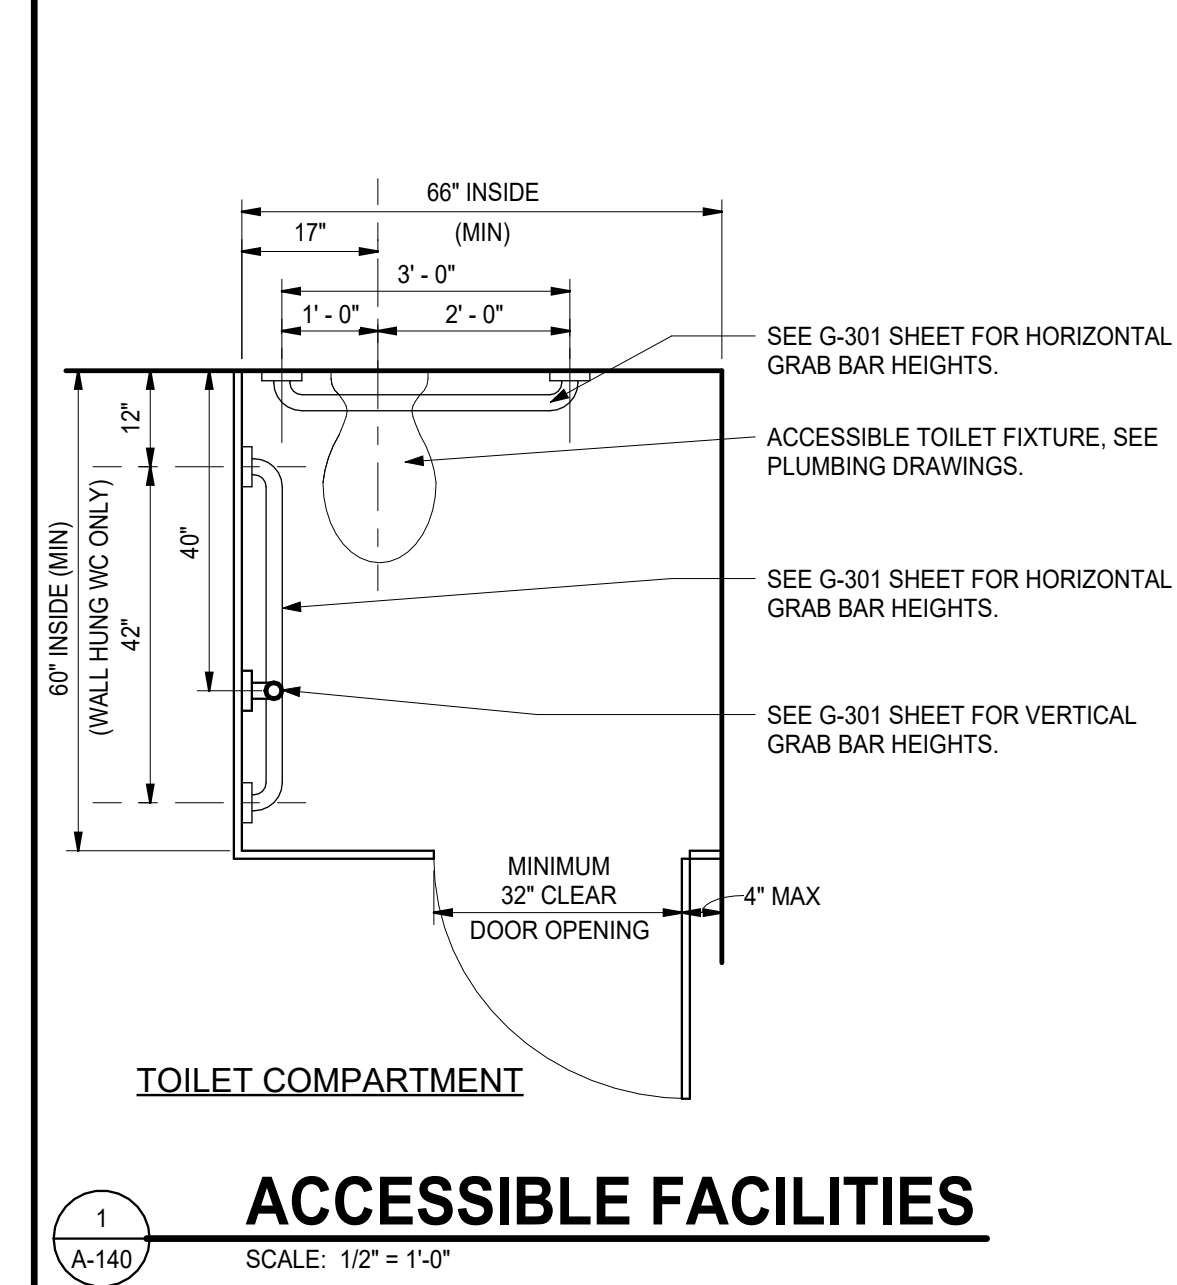 66" INSIDE
(MIN)
17"
3' - 0"
1' - 0"
2' - 0"
SEE G-301 SHEET FOR HORIZONTAL
GRAB BAR HEIGHTS.
12"
ACCESSIBLE TOILET FIXTURE, SEE
PLUMBING DRAWINGS.
60" INSIDE (MIN)
(WALL HUNG WC ONLY)
42"
40"
SEE G-301 SHEET FOR HORIZONTAL
GRAB BAR HEIGHTS.
SEE G-301 SHEET FOR VERTICAL
GRAB BAR HEIGHTS.
MINIMUM
32" CLEAR
DOOR OPENING
4" MAX
TOILET COMPARTMENT
1
A-140
ACCESSIBLE FACILITIES
SCALE: 1/2" = 1'-0"